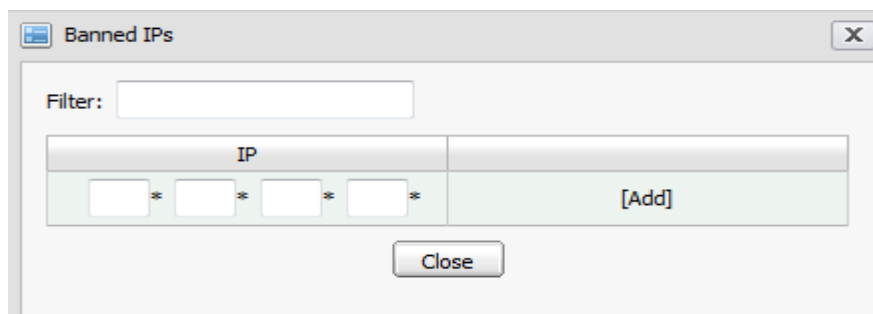 Banned IPs X
Filter:
IP
* * * * [Add]
Close